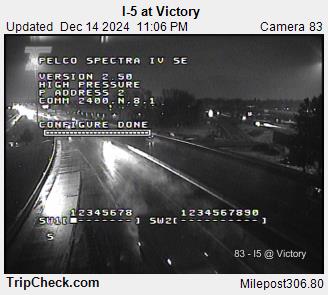 I-5 at Victory
Updated Dec 14 2024 11:06 PM Camera 83
PELCO SPECTRA IV SE
VERSION 2.50
HIGH PRESSURE
P ADDRESS 2
COMM 2400.N.8.1
CONFIGURE DONE
12345678 1234567890
SW1[ ] SW2[ ]
S
83 - I5 @ Victory
TripCheck.com Milepost306.80